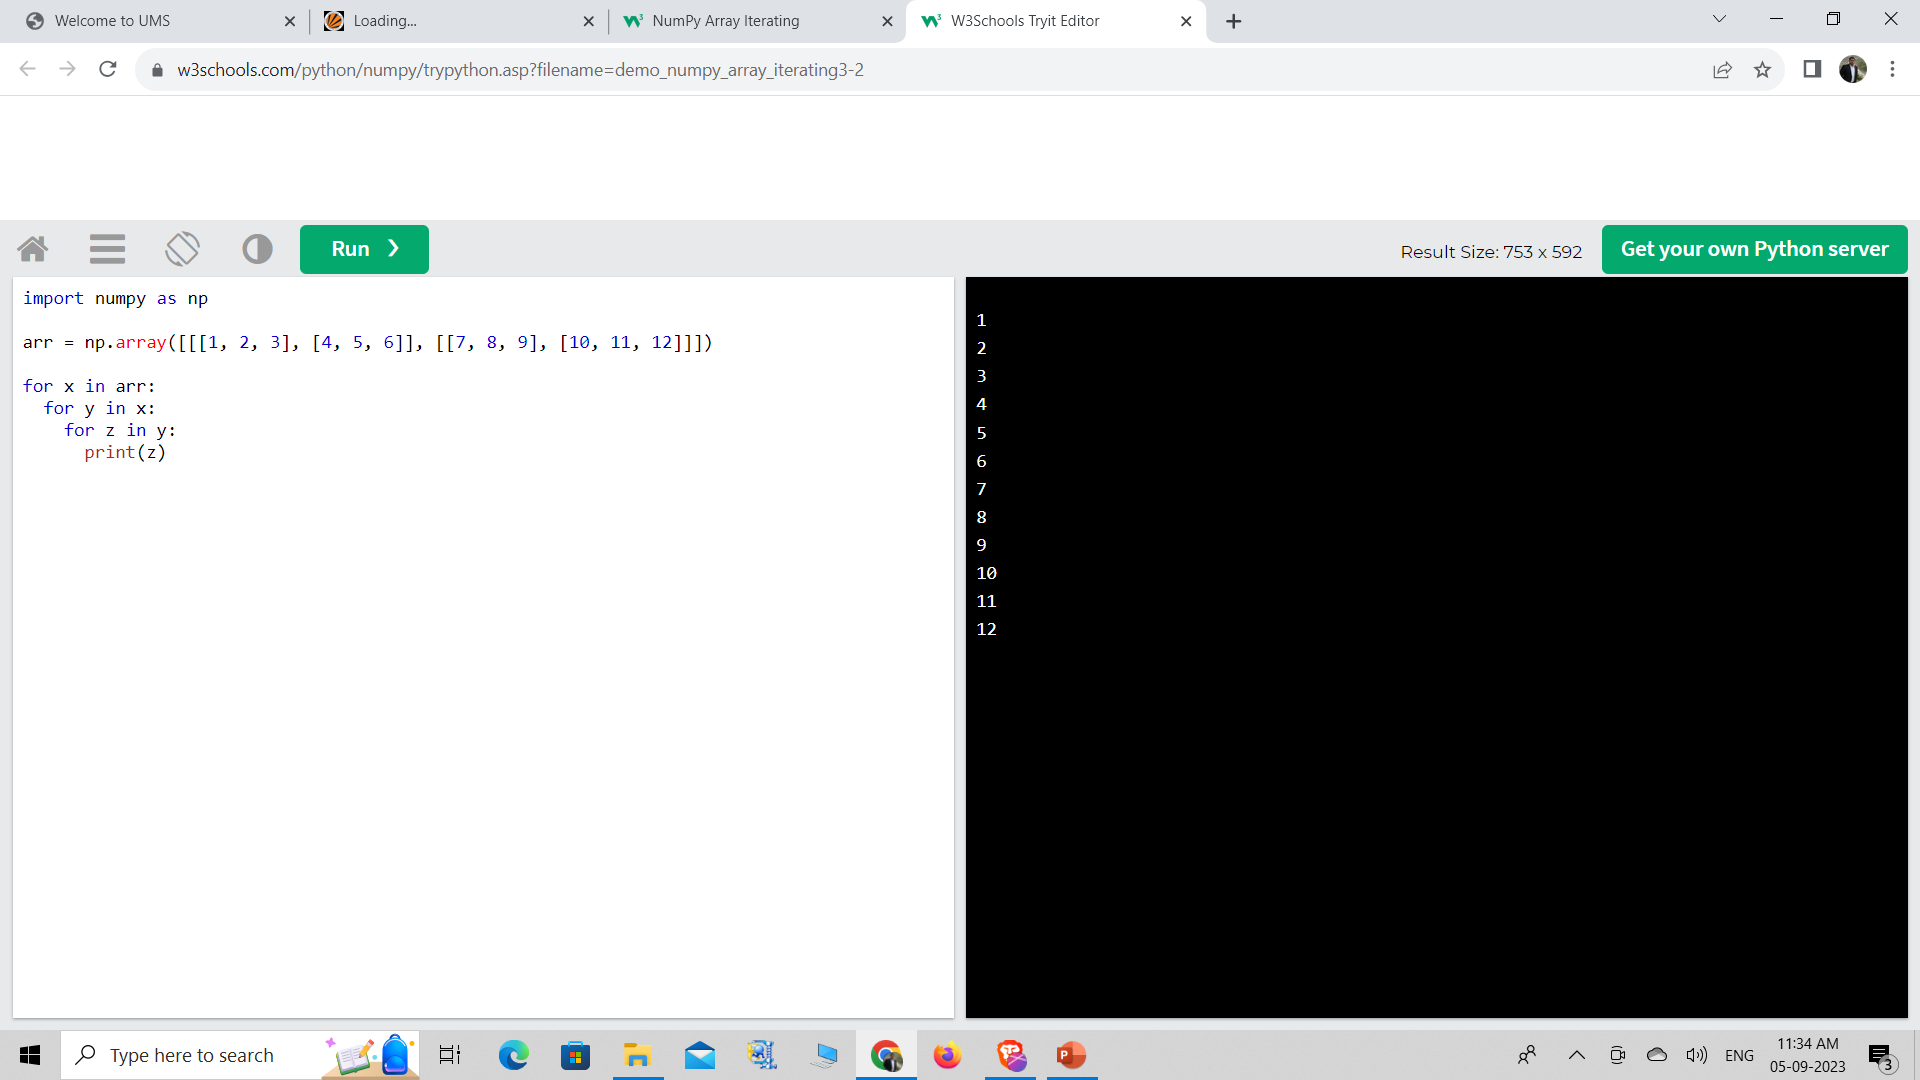 Welcome to UMS
Loading...
NumPy Array Iterating
W3Schools Tryit Editor
w3schools.com/python/numpy/trypython.asp?filename=demo_numpy_array_iterating3-2
Run ❯
Result Size: 753 x 592
Get your own Python server
import numpy as np
arr = np.array([[[1, 2, 3], [4, 5, 6]], [[7, 8, 9], [10, 11, 12]]])
for x in arr:
  for y in x:
    for z in y:
      print(z)
1
2
3
4
5
6
7
8
9
10
11
12
Type here to search
ENG
11:34 AM
05-09-2023
3